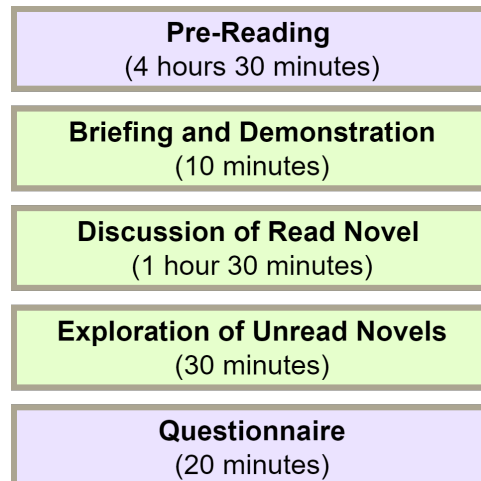 Pre-Reading
(4 hours 30 minutes)
Briefing and Demonstration
(10 minutes)
Discussion of Read Novel
(1 hour 30 minutes)
Exploration of Unread Novels
(30 minutes)
Questionnaire
(20 minutes)